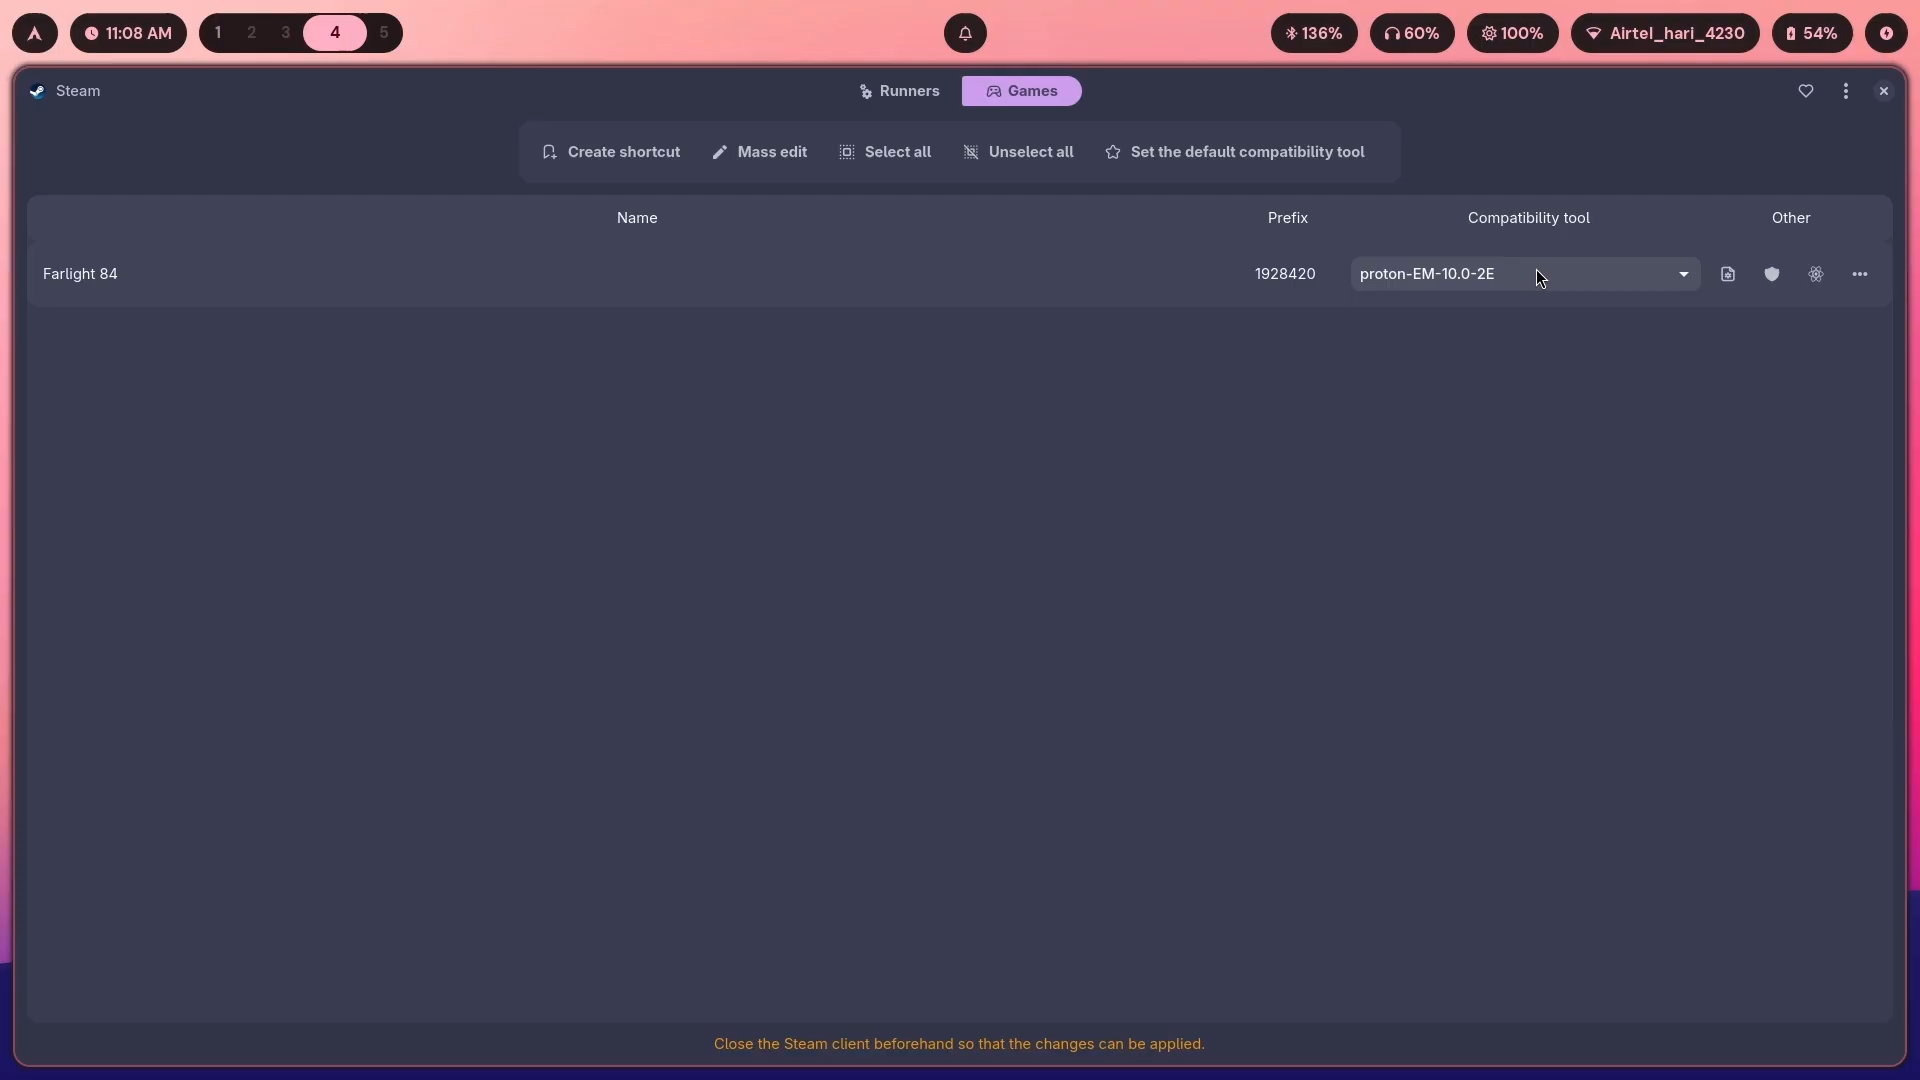 11:08 AM
1 2 3 4 5
136%
60%
100%
Airtel_hari_4230
54%
Steam
Runners
Games
Create shortcut
Mass edit
Select all
Unselect all
Set the default compatibility tool
Name
Prefix
Compatibility tool
Other
Farlight 84
1928420
proton-EM-10.0-2E
Close the Steam client beforehand so that the changes can be applied.